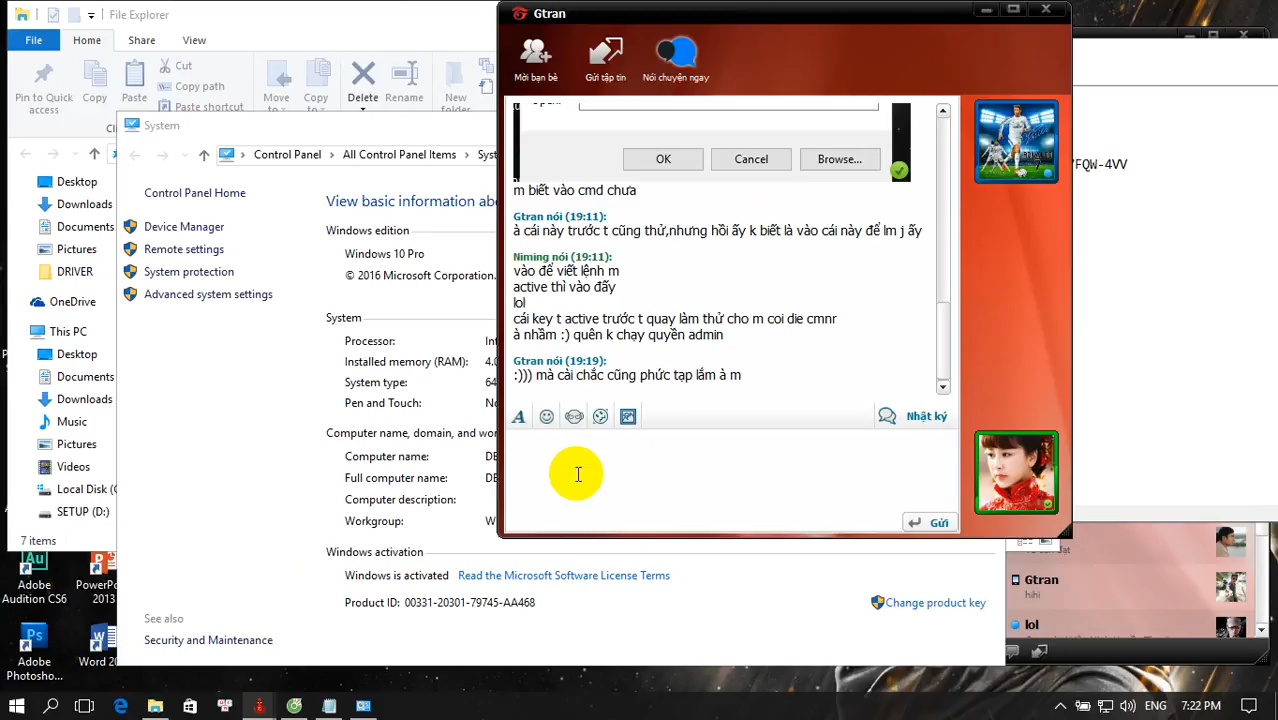 File Explorer
File
Home
Share
View
Pin to Quick access
Copy
Paste
Cut
Copy path
Paste shortcut
Move to
Copy to
Delete
Rename
New folder
System
Control Panel
All Control Panel Items
Desktop
Downloads
Documents
Pictures
DRIVER
OneDrive
This PC
Desktop
Documents
Downloads
Music
Pictures
Videos
Local Disk (
SETUP (D:)
7 items
Control Panel Home
Device Manager
Remote settings
System protection
Advanced system settings
See also
Security and Maintenance
View basic information abo
Windows edition
Windows 10 Pro
© 2016 Microsoft Corporation.
System
Processor:
Installed memory (RAM):
4.0
System type:
64
Pen and Touch:
Computer name, domain, and wo
Computer name:
DE
Full computer name:
DE
Computer description:
Workgroup:
W
Windows activation
Windows is activated
Read the Microsoft Software License Terms
Product ID: 00331-20301-79745-AA468
Change product key
Gtran
Mời bạn bè
Gửi tập tin
Nói chuyện ngay
OK
Cancel
Browse...
m biết vào cmd chưa
Gtran nói (19:11):
à cái này trước t cũng thử,nhưng hồi ấy k biết là vào cái này để lm j ấy
Niming nói (19:11):
vào để viết lệnh m
active thì vào đấy
lol
cái key t active trước t quay làm thử cho m coi die cmnr
à nhầm :) quên k chạy quyền admin
Gtran nói (19:19):
:))) mà cài chắc cũng phức tạp lắm à m
Nhật ký
Gửi
FQW-4VV
Gtran
hihi
lol
Adobe Audition CS6
PowerP 2013
Adobe Photosho...
Word 20
ENG
7:22 PM